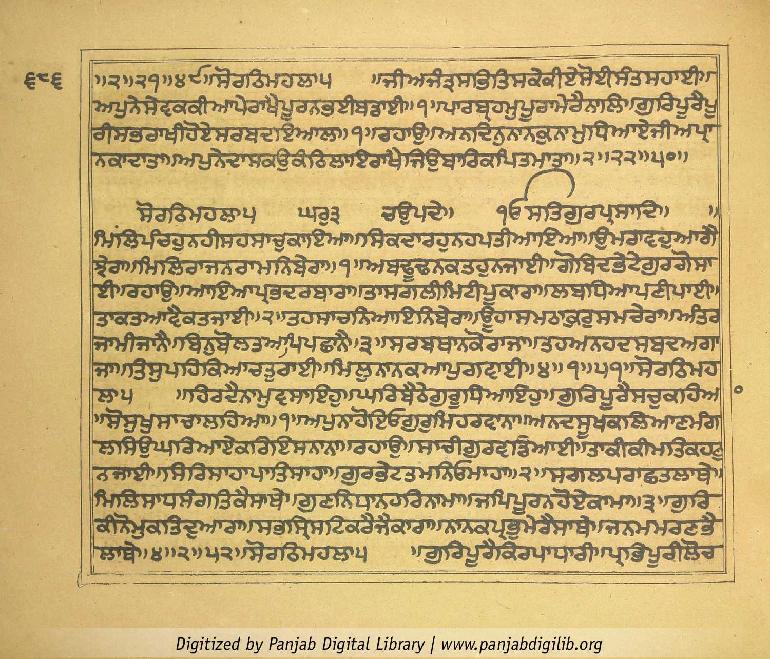 ੬੮੬
॥੨॥੨੧॥੪੯॥ਸੋਰਠਿਮਹਲਾ੫ ॥ਜੀਅਜੰਤ੍ਰਸਭਿਤਿਸਕੇਕੀਏਸੋਈਸੰਤਸਹਾਈ॥
ਅਪੁਨੇਸੇਵਕਕੀਆਪੇਰਾਖੈਪੂਰਨਭਈਬਡਾਈ॥੧॥ਪਾਰਬ੍ਰਹਮੁਪੂਰਾਮੇਰੈਨਾਲਿ॥ਗੁਰਿਪੂਰੈਪੂ
ਰੀਸਭਰਾਖੀਹੋਏਸਰਬਦਇਆਲ॥੧॥ਰਹਾਉ॥ਅਨਦਿਨੁਨਾਨਕੁਨਾਮੁਧਿਆਏਜੀਅਪ੍ਰਾ
ਨਕਾਦਾਤਾ॥ਅਪੁਨੇਦਾਸਕਉਕੰਠਿਲਾਇਰਾਖੈਜਿਉਬਾਰਿਕਪਿਤਮਾਤਾ॥੨॥੨੨॥੫੦॥
ਸੋਰਠਿਮਹਲਾ੫ ਘਰੁ੩ ਚਉਪਦੇ॥ ੴਸਤਿਗੁਰਪ੍ਰਸਾਦਿ॥ ॥
ਮਿਲਿਪੰਚਹੁਨਹੀਸਹਸਾਚੁਕਾਇਆ॥ਸਿਕਦਾਰਹੁਨਹਪਤੀਆਇਆ॥ਉਮਰਾਵਹੁਆਗੈ
ਝੇਰਾ॥ਮਿਲਿਰਾਜਨਰਾਮਨਿਬੇਰਾ॥੧॥ਅਬਢੂਢਨਕਤਹੁਨਜਾਈ॥ਗੋਬਿਦਭੇਟੇਗੁਰਗੋਸਾ
ਈ॥ਰਹਾਉ॥ਆਇਆਪ੍ਰਭਦਰਬਾਰਾ॥ਤਾਸਗਲੀਮਿਟੀਪੂਕਾਰਾ॥ਲਬਧਿਆਪਣੀਪਾਈ॥
ਤਾਕਤਆਵੈਕਤਜਾਈ॥੨॥ਤਹਸਾਚਨਿਆਇਨਿਬੇਰਾ॥ਊਹਾਸਮਠਾਕੁਰੁਸਮਚੇਰਾ॥ਅੰਤਰਿ
ਜਾਮੀਜਾਨੈ॥ਬਿਨੁਬੋਲਤਆਪਿਪਛਾਨੈ॥੩॥ਸਰਬਥਾਨਕੋਰਾਜਾ॥ਤਹਅਨਹਦਸਬਦਅਗਾ
ਜਾ॥ਤਿਸੁਪਹਿਕਿਆਚਤੁਰਾਈ॥ਮਿਲੁਨਾਨਕਆਪੁਗਵਾਈ॥੪॥੧॥੫੧॥ਸੋਰਠਿਮਹ
ਲਾ੫ ॥ਹਿਰਦੈਨਾਮੁਵਸਾਇਹੁ॥ਘਰਿਬੈਠੇਗੁਰੂਧਿਆਇਹੁ॥ਗੁਰਿਪੂਰੈਸਚੁਕਹਿਆ
॥ਸੋਸੁਖੁਸਾਚਾਲਹਿਆ॥੧॥ਅਪੁਨਾਹੋਇਓਗੁਰੁਮਿਹਰਵਾਨਾ॥ਅਨਦਸੂਖਕਲਿਆਣਮੰਗ
ਲਸਿਉਘਰਿਆਏਕਰਿਇਸਨਾਨਾ॥ਰਹਾਉ॥ਸਾਚੀਗੁਰਵਡਿਆਈ॥ਤਾਕੀਕੀਮਤਿਕਹਣੁ
ਨਜਾਈ॥ਸਿਰਿਸਾਹਾਪਾਤਿਸਾਹਾ॥ਗੁਰਭੇਟਤਮਨਿਓਮਾਹਾ॥੨॥ਸਗਲਪਰਾਛਤਲਾਥੇ॥
ਮਿਲਿਸਾਧਸੰਗਤਿਕੈਸਾਥੇ॥ਗੁਣਨਿਧਾਨਹਰਿਨਾਮਾ॥ਜਪਿਪੂਰਨਹੋਏਕਾਮਾ॥੩॥ਗੁਰਿ
ਕੀਨੋਮੁਕਤਿਦੁਆਰਾ॥ਸਭਸ੍ਰਿਸਟਿਕਰੈਜੈਕਾਰਾ॥ਨਾਨਕਪ੍ਰਭੁਮੇਰੈਸਾਥੇ॥ਜਨਮਮਰਣਭੈ
ਲਾਥੇ॥੪॥੨॥੫੨॥ਸੋਰਠਿਮਹਲਾ੫ ॥ਗੁਰਿਪੂਰੈਕਿਰਪਾਧਾਰੀ॥ਪ੍ਰਭਿਪੂਰੀਲੋਚ
Digitized by Panjab Digital Library | www.panjabdigilib.org